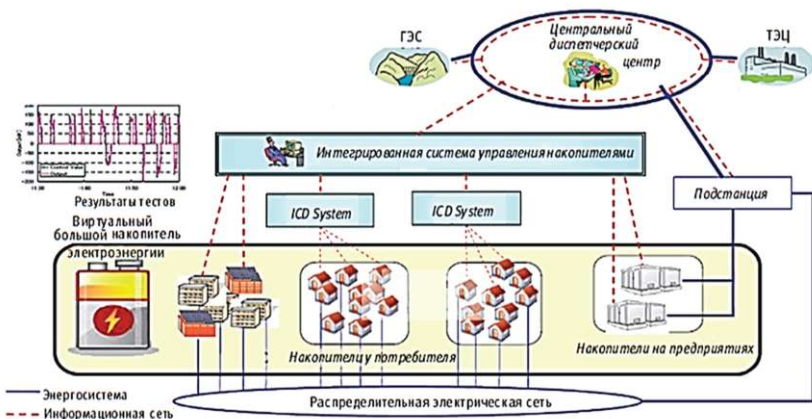 ГЭС
Центральный
диспетчерский
центр
ТЭЦ
Интегрированная система управления накопителями
Результаты тестов
ICD System
ICD System
Подстанция
Виртуальный
большой накопитель
электроэнергии
Накопители у потребителя
Накопители на предприятиях
Распределительная электрическая сеть
Энергосистема
Информационная сеть